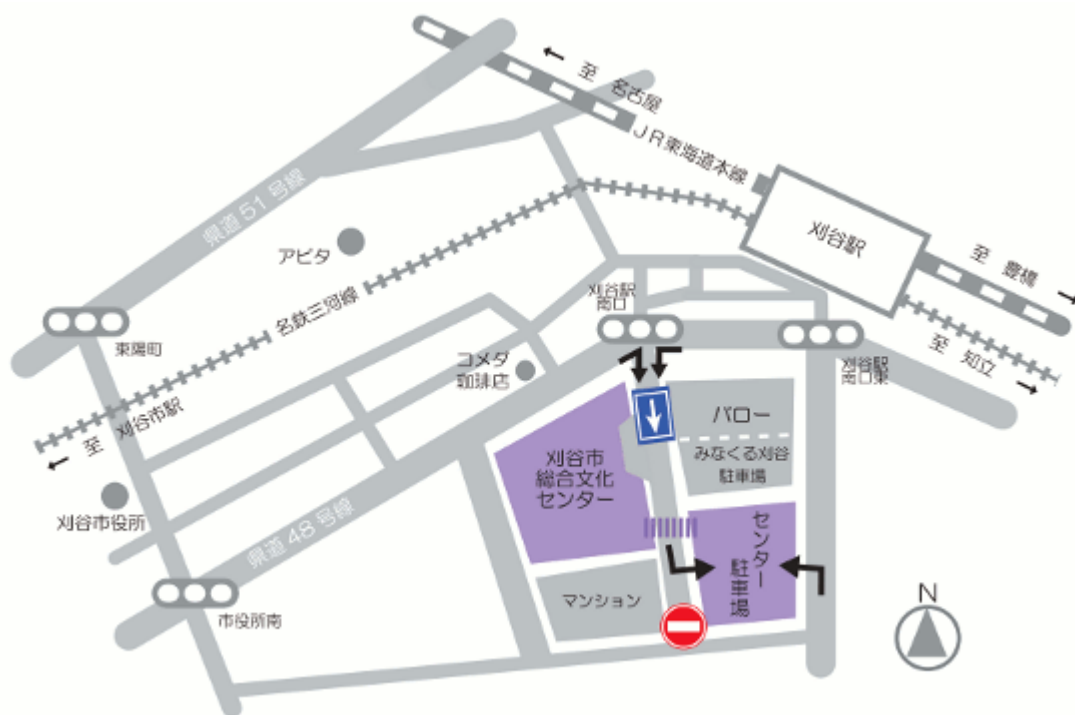 至 名古屋
JR東海道本線
刈谷駅
至 豊橋
県道51号線
アピタ
刈谷駅
南口
名鉄三河線
東陽町
コメダ
珈琲店
刈谷駅
南口東
至 知立
至 刈谷市駅
バロー
みなくる刈谷
駐車場
刈谷市
総合文化
センター
刈谷市役所
県道48号線
センター
駐車場
マンション
市役所南
N